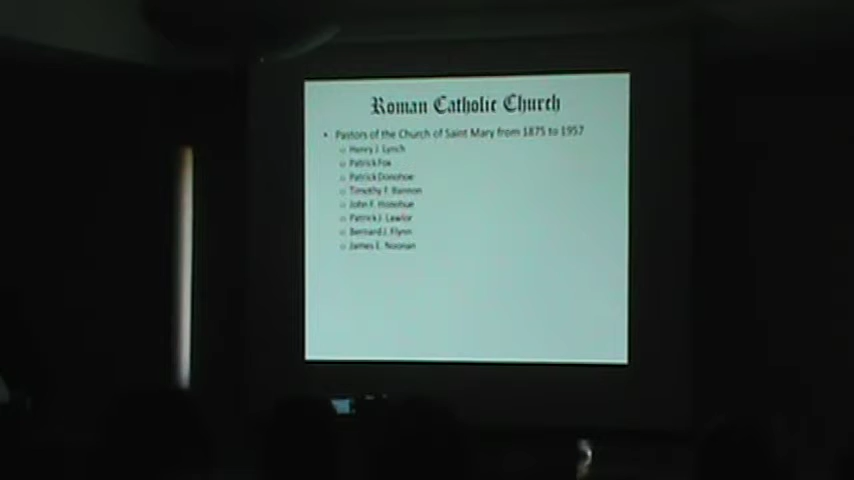 Roman Catholic Church
• Pastors of the Church of Saint Mary from 1875 to 1957
o Henry J. Lynch
o Patrick Fox
o Patrick Donohoe
o Timothy F. Bannon
o John F.
o Patrick J. Lawlor
o Bernard J. Flynn
o James E. Noonan